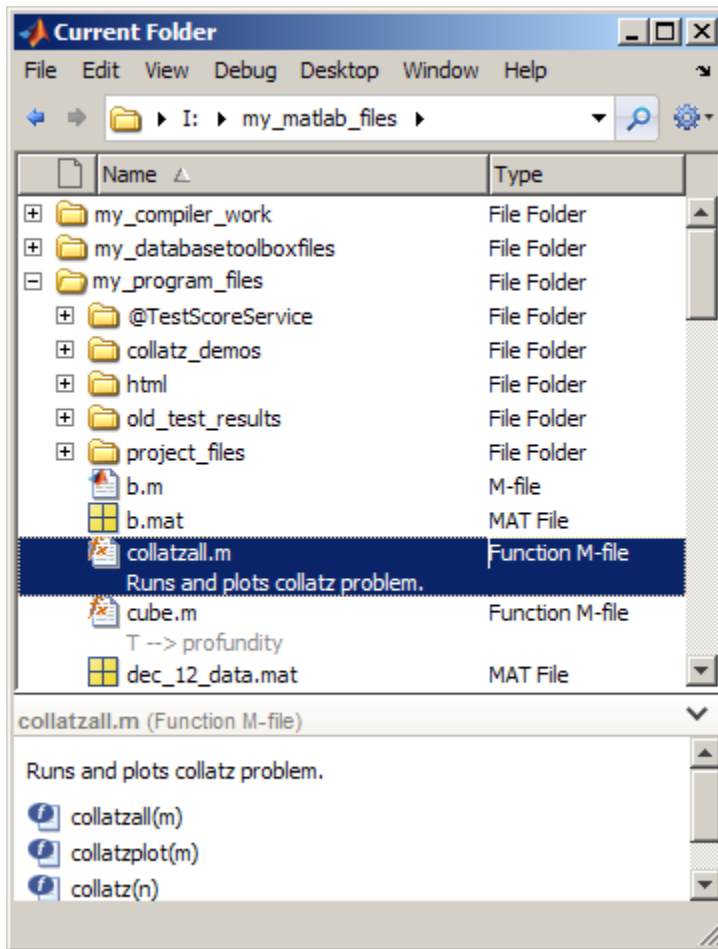 Current Folder
File Edit View Debug Desktop Window Help
I: my_matlab_files
Name Type
my_compiler_work File Folder
my_databasetoolboxfiles File Folder
my_program_files File Folder
@TestScoreService File Folder
collatz_demos File Folder
html File Folder
old_test_results File Folder
project_files File Folder
b.m M-file
b.mat MAT File
collatzall.m Function M-file
Runs and plots collatz problem.
cube.m Function M-file
T --> profundity
dec_12_data.mat MAT File
collatzall.m (Function M-file)
Runs and plots collatz problem.
collatzall(m)
collatzplot(m)
collatz(n)